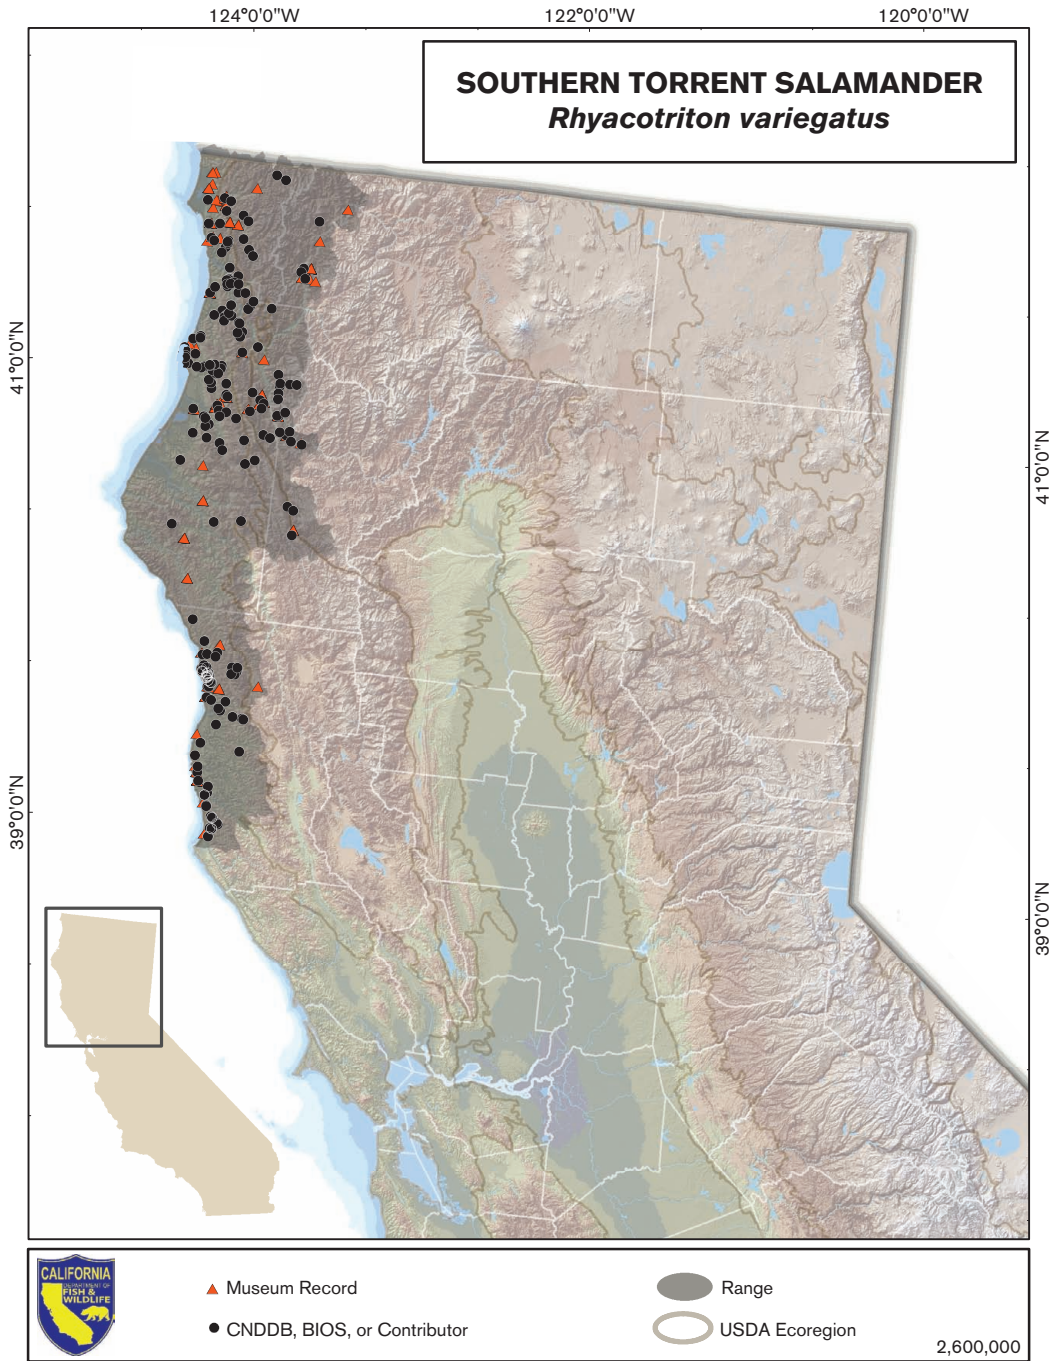 124°0'0"W 122°0'0"W 120°0'0"W
SOUTHERN TORRENT SALAMANDER
Rhyacotriton variegatus
41°0'0"N
41°0'0"N
39°0'0"N
39°0'0"N
CALIFORNIA
DEPARTMENT OF
FISH &
WILDLIFE
Museum Record
Range
CNDDB, BIOS, or Contributor
USDA Ecoregion
2,600,000